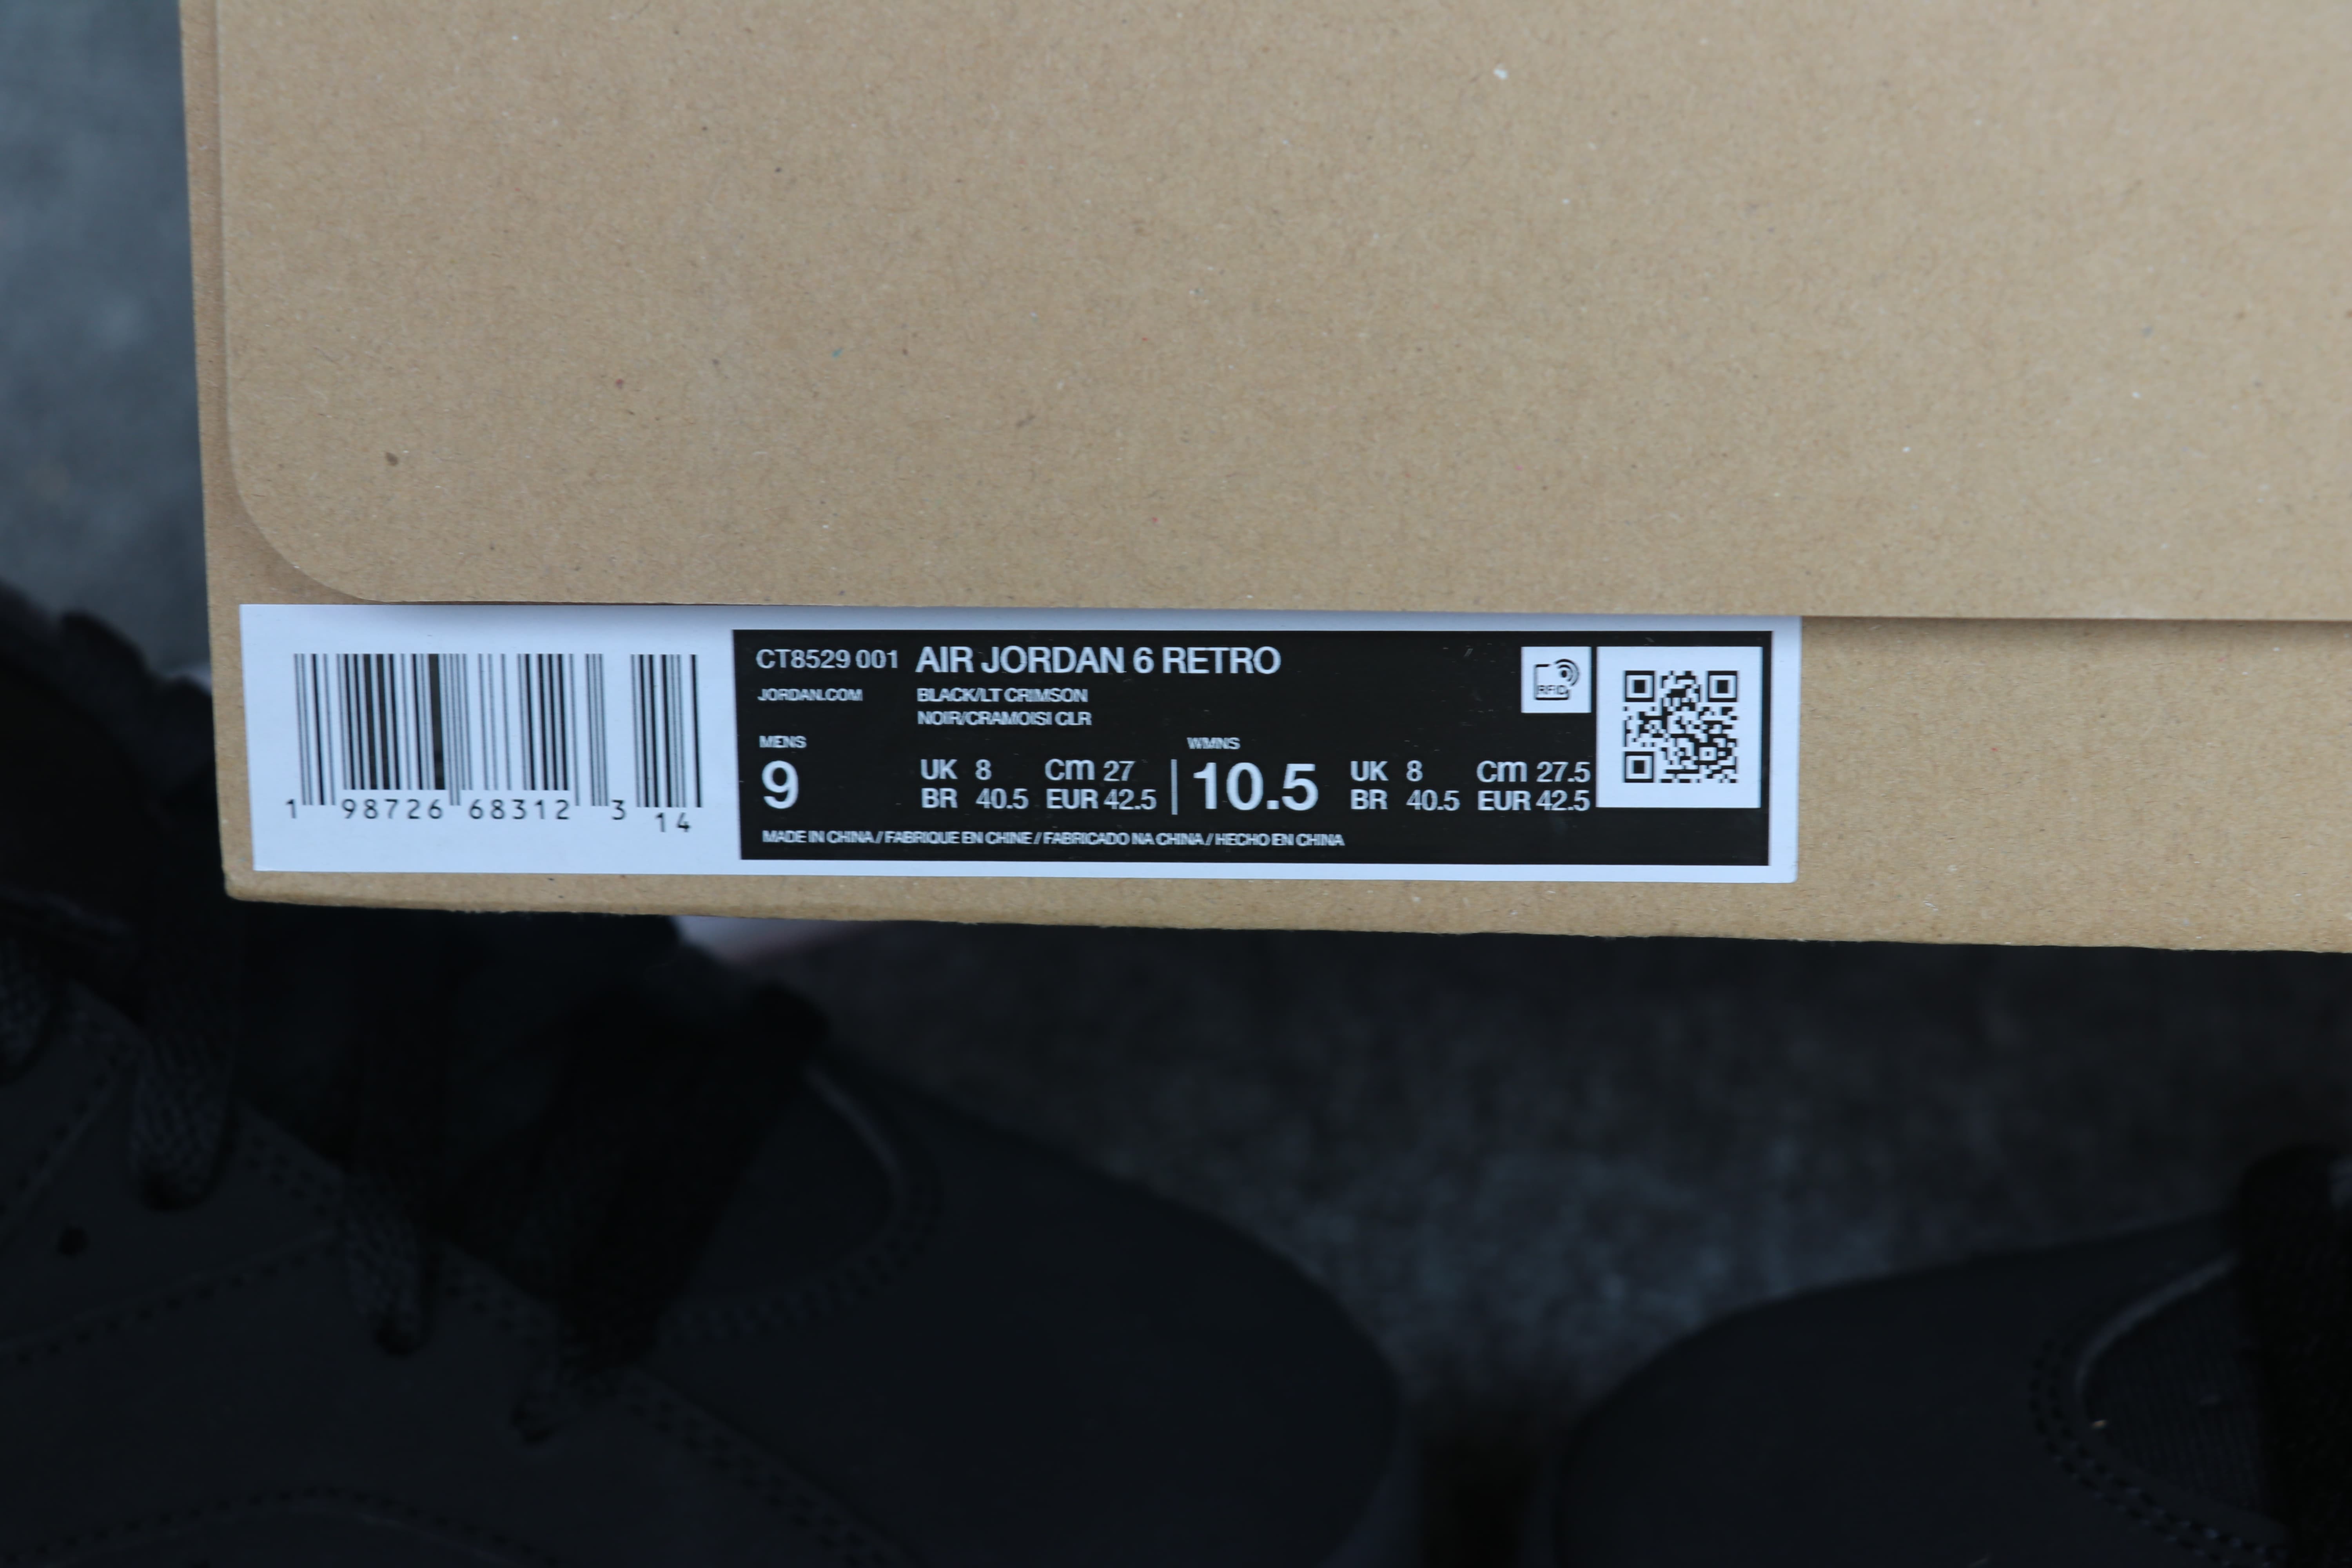 CT8529 001 AIR JORDAN 6 RETRO
JORDAN.COM BLACK/LT CRIMSON
NOIR/CRAMOISI CLR
RFID
MENS WMNS
9 UK 8 cm 27 | 10.5 UK 8 cm 27.5
BR 40.5 EUR 42.5 BR 40.5 EUR 42.5
MADE IN CHINA / FABRIQUE EN CHINE / FABRICADO NA CHINA / HECHO EN CHINA
1 98726 68312 3 14